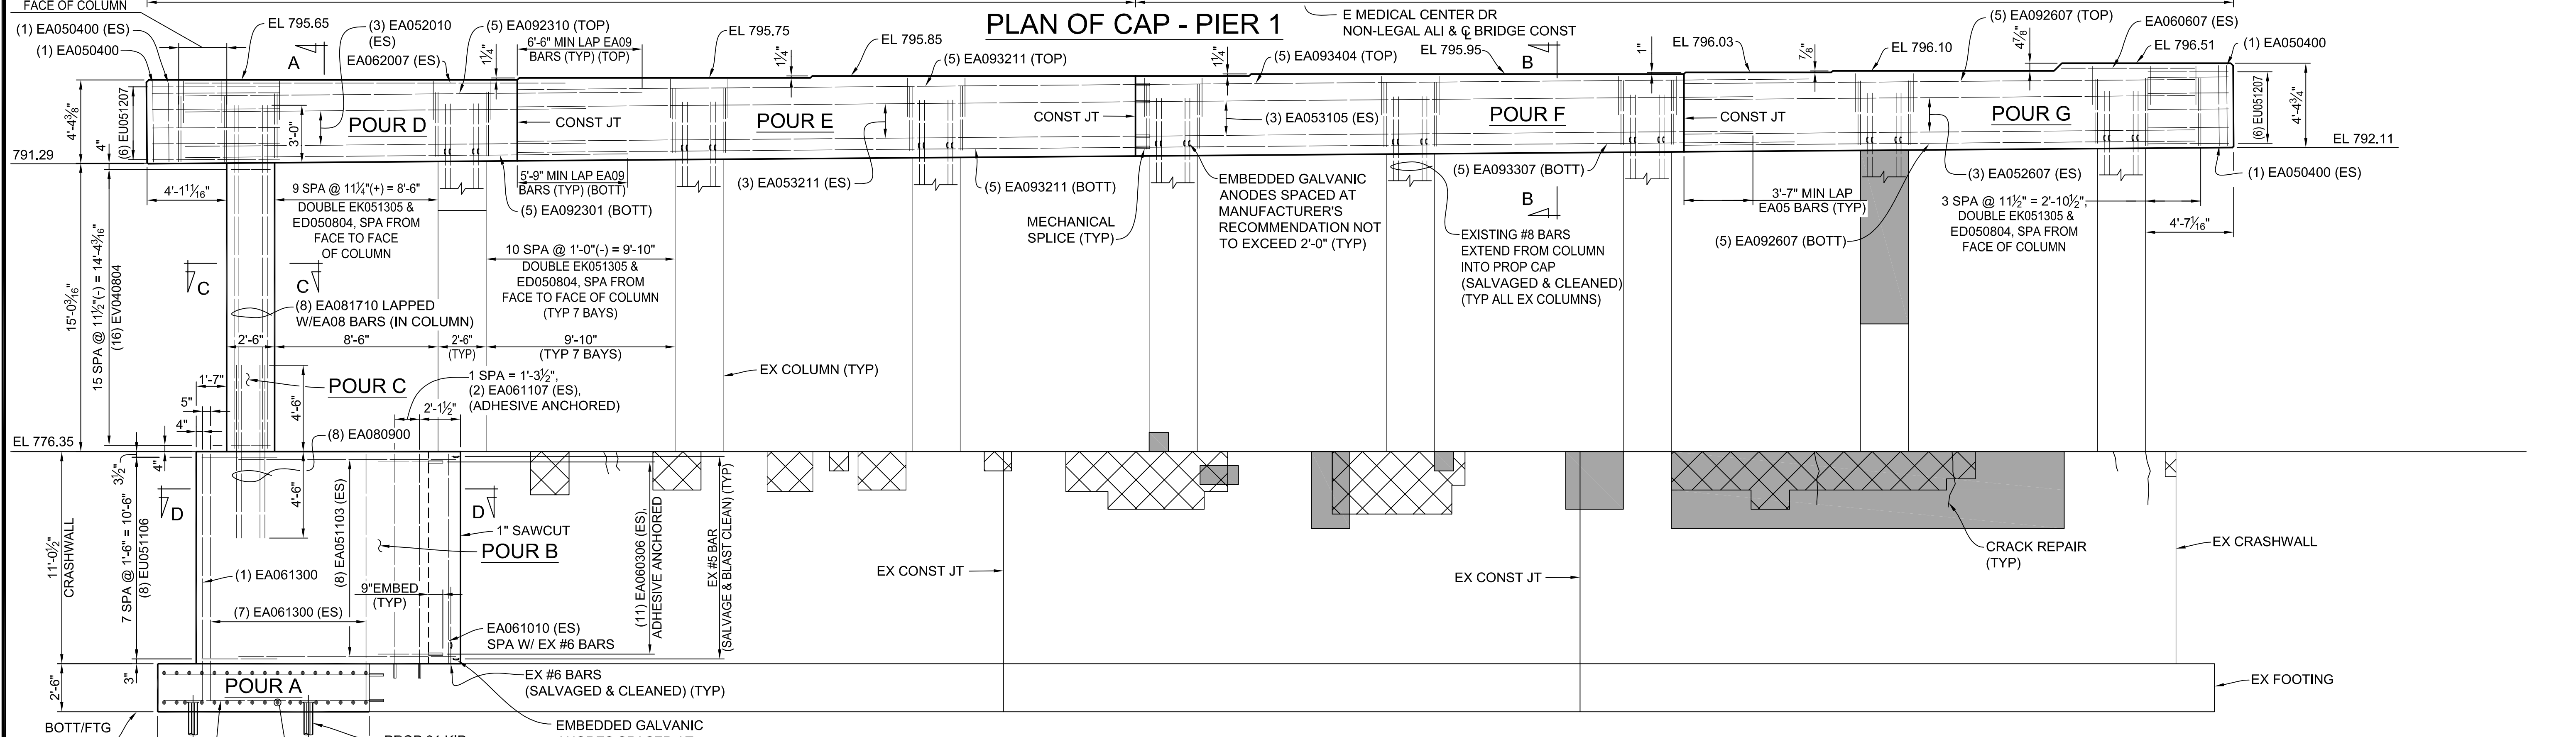 FACE OF COLUMN
(1) EA050400 (ES)
(1) EA050400
EL 795.65
A
(3) EA052010
(ES)
EA062007 (ES)
(5) EA092310 (TOP)
1¼"
6'-6" MIN LAP EA09
BARS (TYP) (TOP)
EL 795.75
1¼"
EL 795.85
PLAN OF CAP - PIER 1
(5) EA093211 (TOP)
1¼"
E MEDICAL CENTER DR
NON-LEGAL ALI & ℄ BRIDGE CONST
(5) EA093404 (TOP)
EL 795.95
B
1"
EL 796.03
⅞"
EL 796.10
(5) EA092607 (TOP)
4⅞"
EA060607 (ES)
EL 796.51
(1) EA050400
4'-4⅜"
(6) EU051207
4"
3'-0"
POUR D
CONST JT
POUR E
CONST JT
(3) EA053105 (ES)
POUR F
CONST JT
POUR G
(6) EU051207
4'-4¾"
791.29
EL 792.11
4'-1 11⁄16"
9 SPA @ 11¼"(+) = 8'-6"
DOUBLE EK051305 &
ED050804, SPA FROM
FACE TO FACE
OF COLUMN
5'-9" MIN LAP EA09
BARS (TYP) (BOTT)
(5) EA092301 (BOTT)
(3) EA053211 (ES)
(5) EA093211 (BOTT)
MECHANICAL
SPLICE (TYP)
EMBEDDED GALVANIC
ANODES SPACED AT
MANUFACTURER'S
RECOMMENDATION NOT
TO EXCEED 2'-0" (TYP)
(5) EA093307 (BOTT)
B
EXISTING #8 BARS
EXTEND FROM COLUMN
INTO PROP CAP
(SALVAGED & CLEANED)
(TYP ALL EX COLUMNS)
3'-7" MIN LAP
EA05 BARS (TYP)
(5) EA092607 (BOTT)
(3) EA052607 (ES)
(1) EA050400 (ES)
3 SPA @ 11½" = 2'-10½",
DOUBLE EK051305 &
ED050804, SPA FROM
FACE OF COLUMN
4'-7 1⁄16"
10 SPA @ 1'-0"(-) = 9'-10"
DOUBLE EK051305 &
ED050804, SPA FROM
FACE TO FACE OF COLUMN
(TYP 7 BAYS)
15'-0 3⁄16"
15 SPA @ 11½"(-) = 14'-4 3⁄16"
(16) EV040804
C
C
(8) EA081710 LAPPED
W/EA08 BARS (IN COLUMN)
2'-6"
8'-6"
2'-6"
(TYP)
9'-10"
(TYP 7 BAYS)
EX COLUMN (TYP)
1'-7"
POUR C
1 SPA = 1'-3½",
(2) EA061107 (ES),
(ADHESIVE ANCHORED)
5"
4"
4'-6"
2'-1½"
EL 776.35
(8) EA080900
3½"
4"
4'-6"
D
D
11'-0½"
CRASHWALL
7 SPA @ 1'-6" = 10'-6"
(8) EU051106
(8) EA051103 (ES)
1" SAWCUT
POUR B
(11) EA060306 (ES),
ADHESIVE ANCHORED
EX #5 BAR
(SALVAGE & BLAST CLEAN) (TYP)
(1) EA061300
9" EMBED
(TYP)
(7) EA061300 (ES)
EA061010 (ES)
SPA W/ EX #6 BARS
EX CONST JT
EX CONST JT
CRACK REPAIR
(TYP)
EX CRASHWALL
2'-6"
3"
POUR A
EX #6 BARS
(SALVAGED & CLEANED) (TYP)
EX FOOTING
BOTT/FTG
EMBEDDED GALVANIC